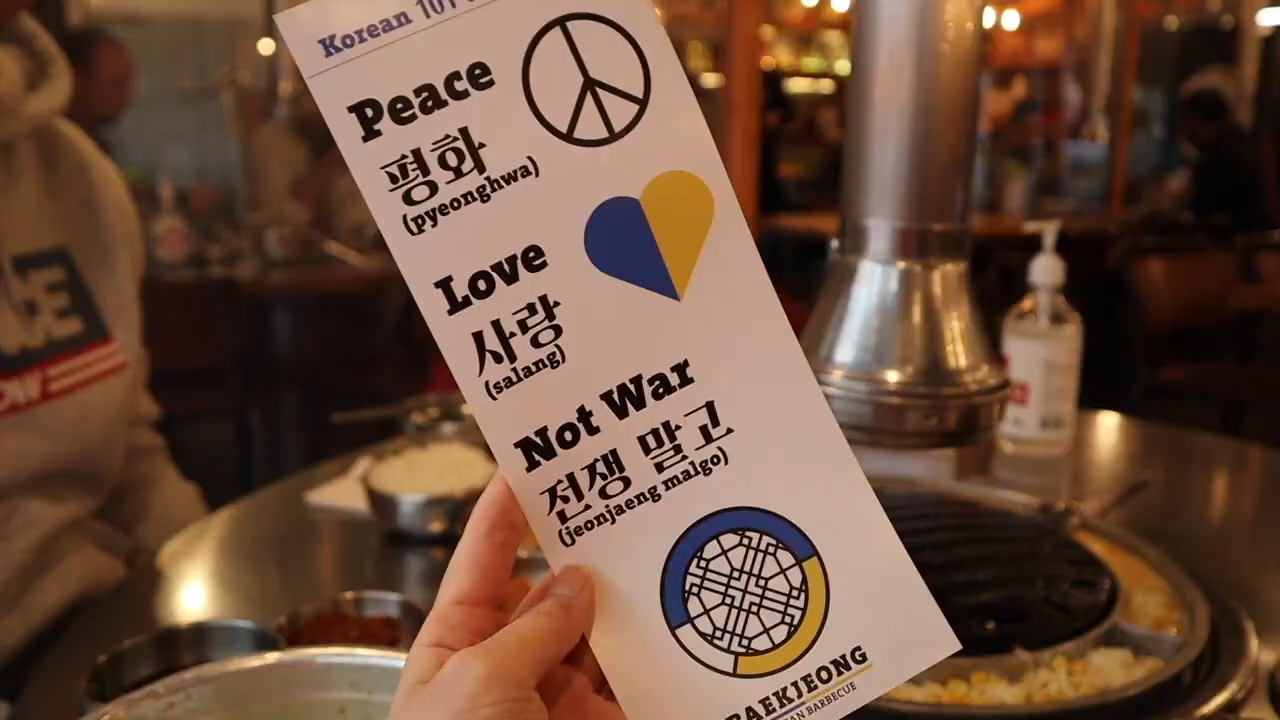 Korean 101
Peace
평화
(pyeonghwa)
Love
사랑
(salang)
Not War
전쟁 말고
(jeonjaeng malgo)
BAEKJEONG
BARBECUE